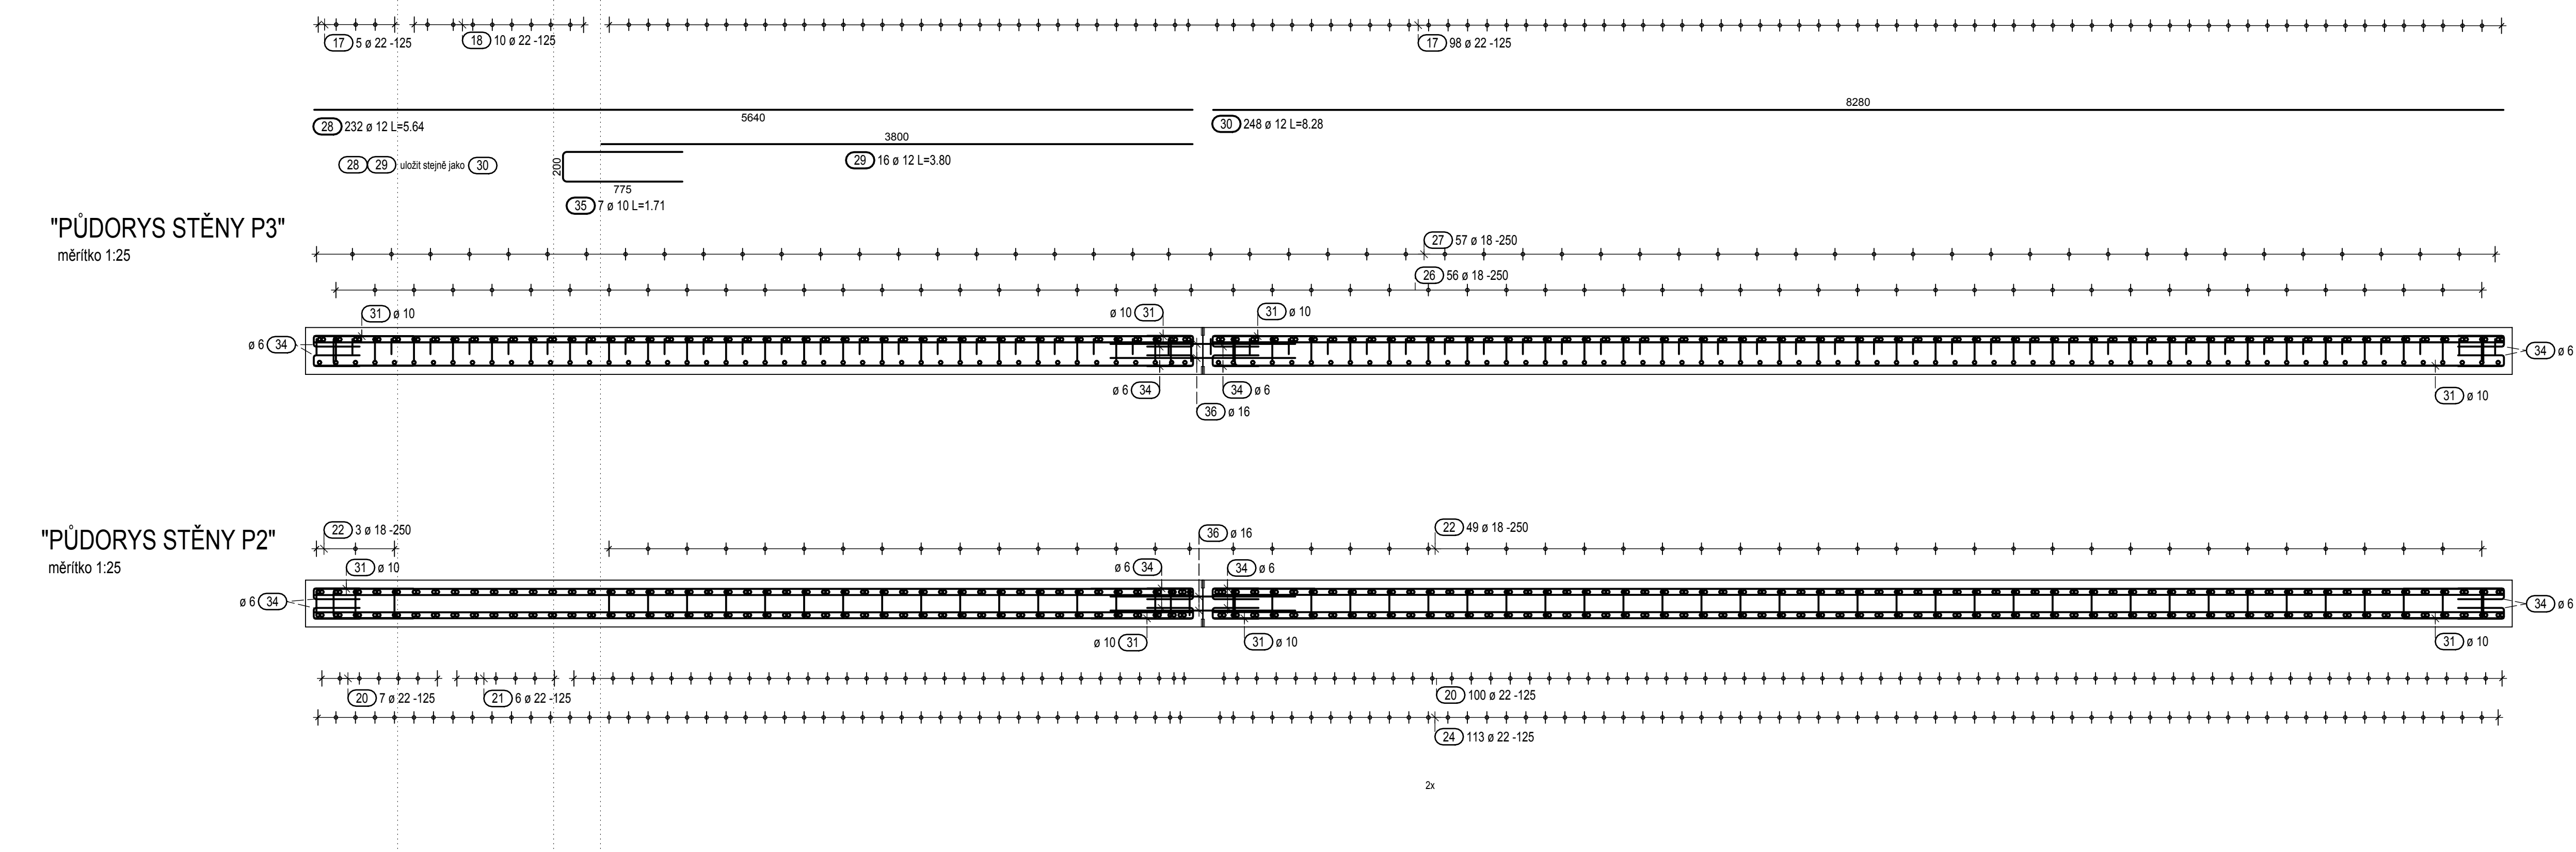 17 5 ø 22 -125
18 10 ø 22 -125
17 98 ø 22 -125
8280
5640
28 232 ø 12 L=5.64
30 248 ø 12 L=8.28
3800
28 29 uložit stejně jako 30
200
29 16 ø 12 L=3.80
775
35 7 ø 10 L=1.71
"PŮDORYS STĚNY P3"
měrítko 1:25
27 57 ø 18 -250
26 56 ø 18 -250
31 ø 10
ø 10 31
31 ø 10
ø 6 34
34 ø 6
ø 6 34
34 ø 6
31 ø 10
36 ø 16
"PŮDORYS STĚNY P2"
měrítko 1:25
22 3 ø 18 -250
36 ø 16
22 49 ø 18 -250
31 ø 10
ø 6 34
34 ø 6
ø 6 34
34 ø 6
ø 10 31
31 ø 10
31 ø 10
20 7 ø 22 -125
21 6 ø 22 -125
20 100 ø 22 -125
24 113 ø 22 -125
2x